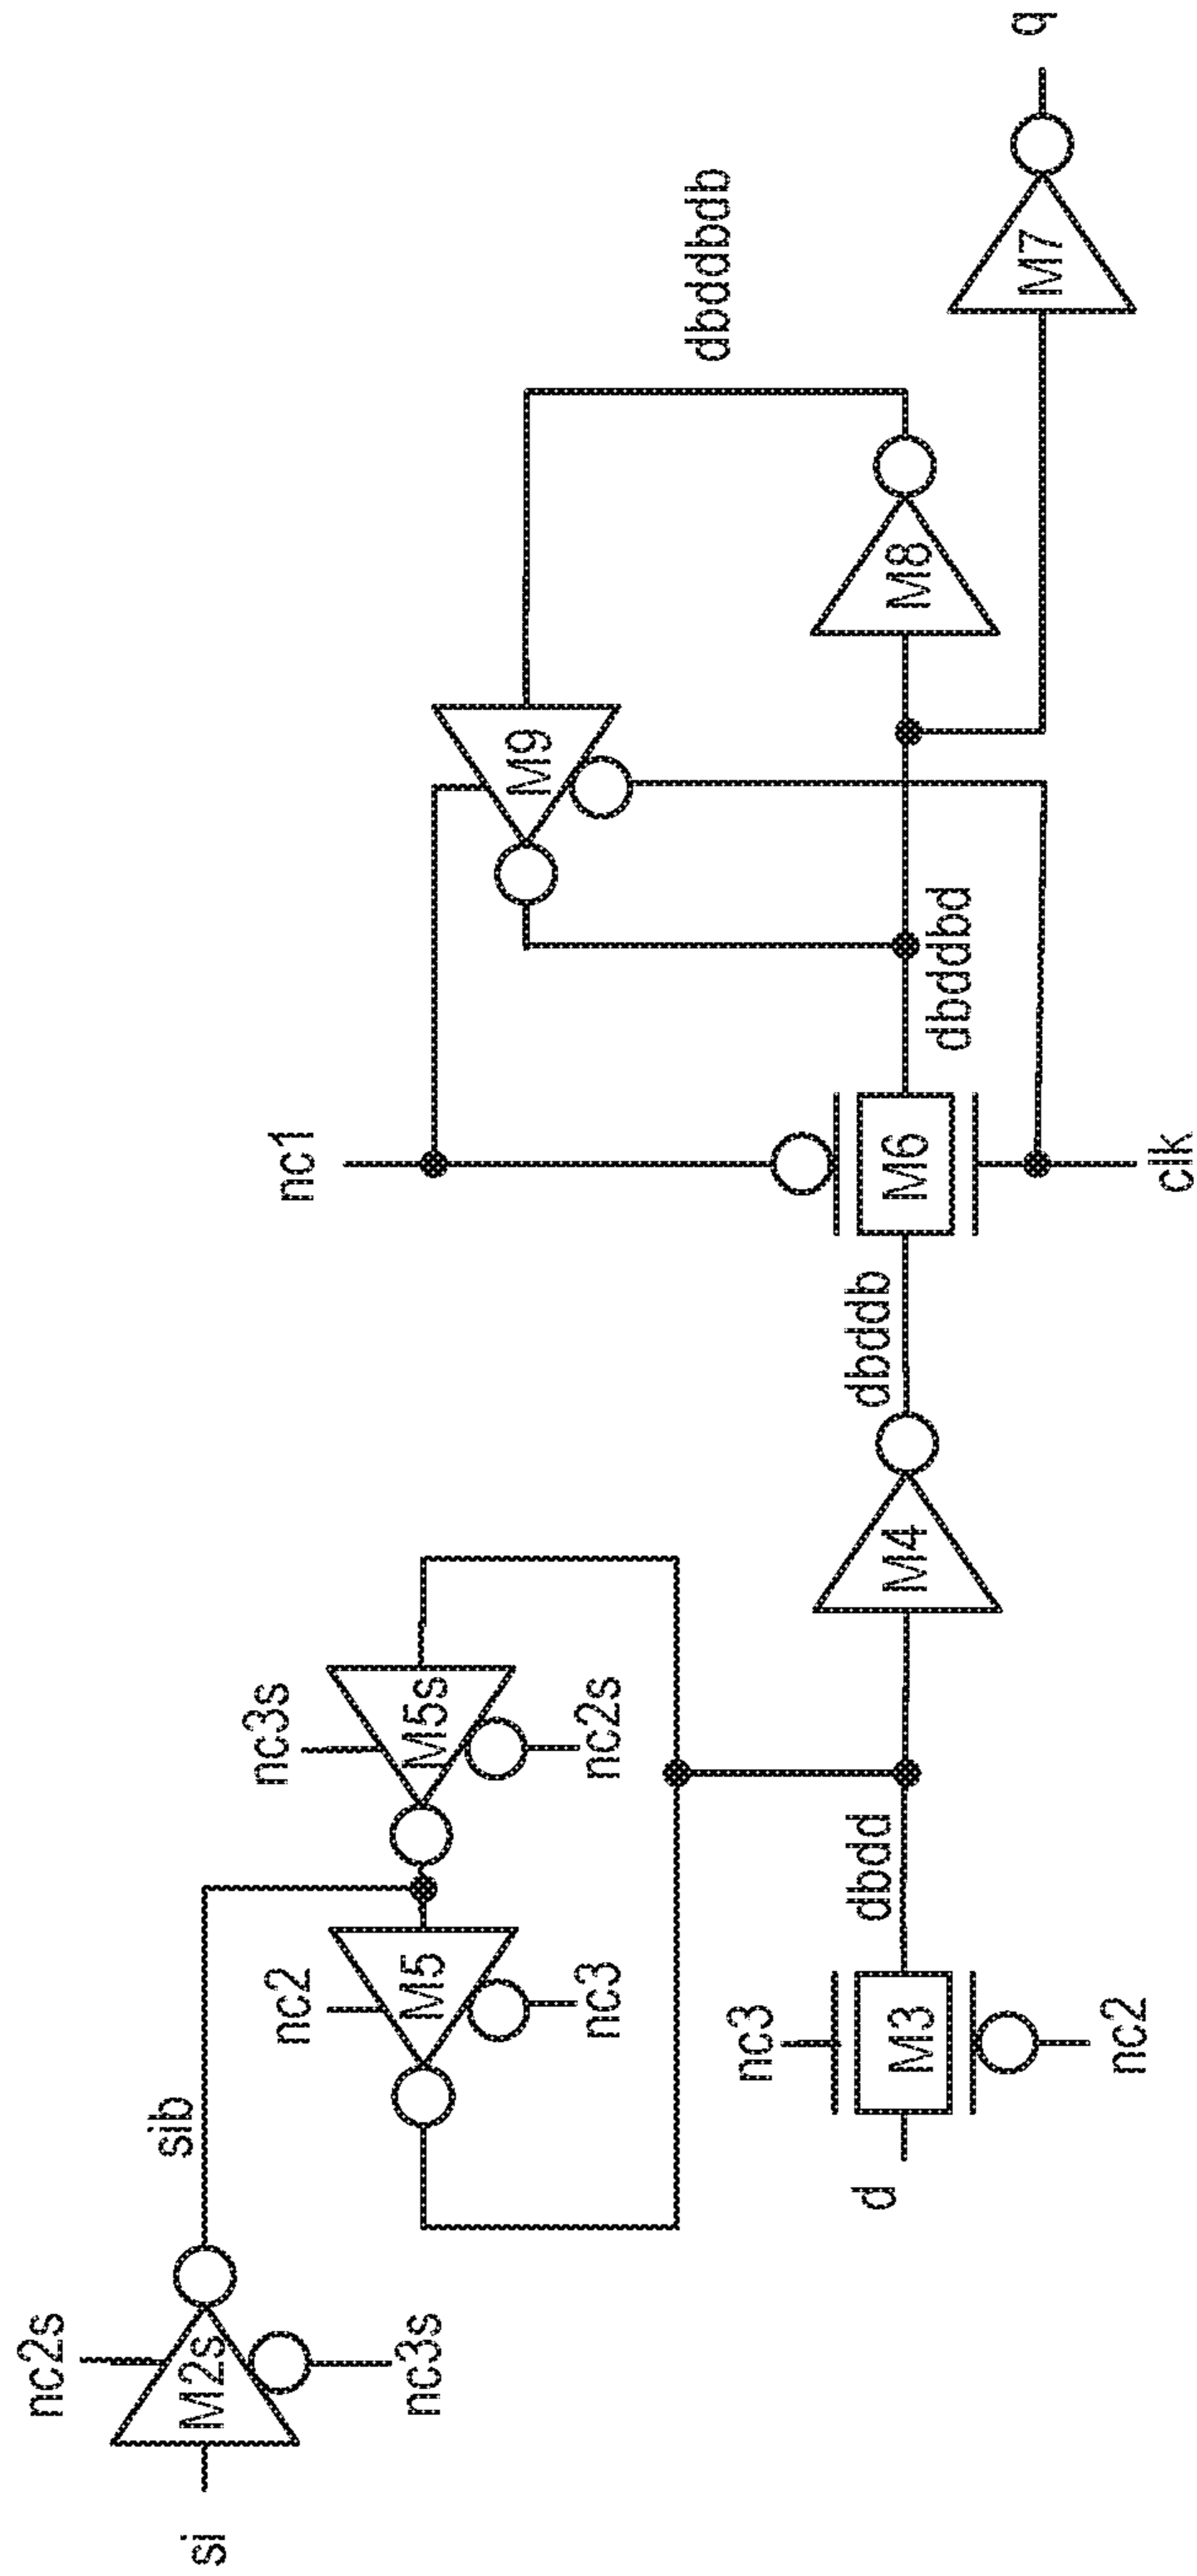 si
nc2s
M2s
nc3s
sib
nc2
M5
nc3
nc3s
M5s
nc2s
d
nc3
M3
nc2
dbdd
M4
dbddb
nc1
M6
clk
dbddbd
M9
M8
dbddbdb
M7
q